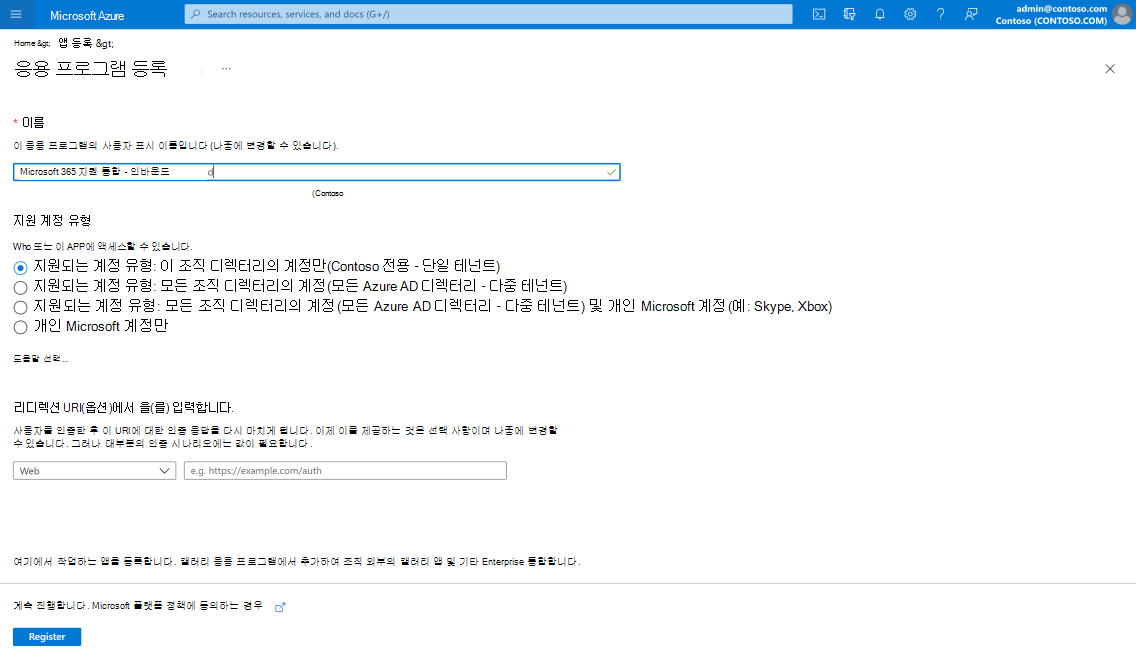 Microsoft Azure
Search resources, services, and docs (G+/)
admin@contoso.com
Contoso (CONTOSO.COM)
Home &gt; 앱 등록 &gt;
응용 프로그램 등록 ...
* 이름
이 응용 프로그램의 사용자 표시 이름입니다(나중에 변경할 수 있습니다).
Microsoft 365 지원 통합 - 인바운드 d
(Contoso
지원 계정 유형
Who 또는 이 APP에 액세스할 수 있습니다.
지원되는 계정 유형: 이 조직 디렉터리의 계정만(Contoso 전용 - 단일 테넌트)
지원되는 계정 유형: 모든 조직 디렉터리의 계정(모든 Azure AD 디렉터리 - 다중 테넌트)
지원되는 계정 유형: 모든 조직 디렉터리의 계정(모든 Azure AD 디렉터리 - 다중 테넌트) 및 개인 Microsoft 계정(예: Skype, Xbox)
개인 Microsoft 계정만
도움말 선택...
리디렉션 URI(옵션)에서 을(를) 입력합니다.
사용자를 인증한 후 이 URI에 대한 인증 응답을 다시 마치게 됩니다. 이제 이를 제공하는 것은 선택 사항이며 나중에 변경할
수 있습니다. 그러나 대부분의 인증 시나리오에는 값이 필요합니다.
Web
e.g. https://example.com/auth
여기에서 작업하는 앱을 등록합니다. 갤러리 응용 프로그램에서 추가하여 조직 외부의 갤러리 앱 및 기타 Enterprise 통합합니다.
계속 진행합니다. Microsoft 플랫폼 정책에 동의하는 경우
Register